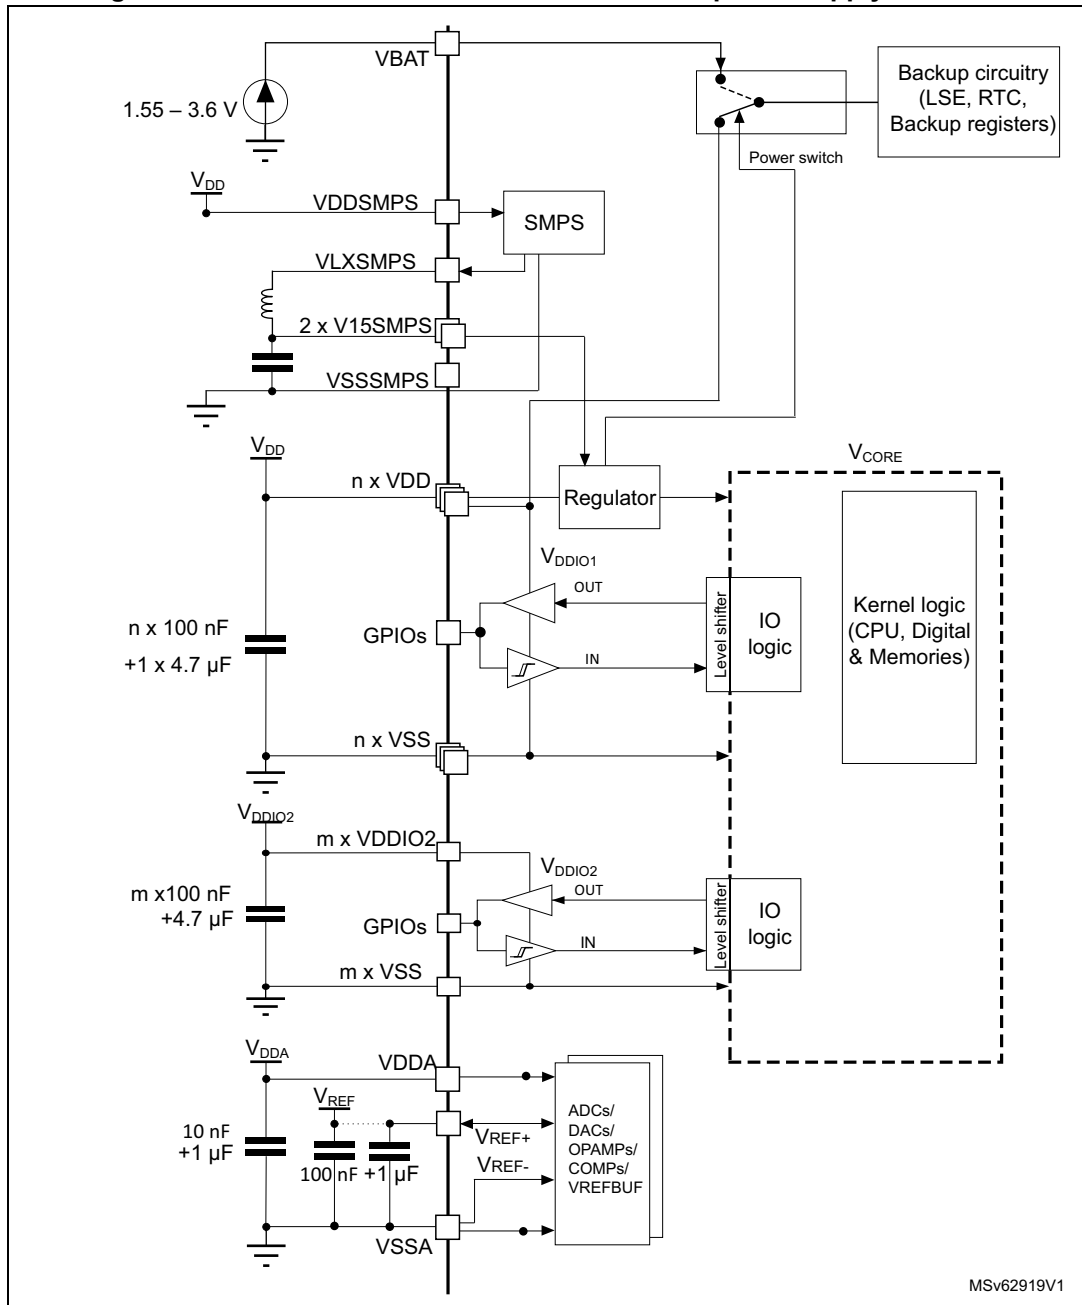 VBAT
1.55 – 3.6 V
Backup circuitry
(LSE, RTC,
Backup registers)
Power switch
VDD
VDDSMPS
SMPS
VLXSMPS
2 x V15SMPS
VSSSMPS
VDD
n x VDD
Regulator
VCORE
VDDIO1
OUT
GPIOs
IN
Level shifter
IO
logic
Kernel logic
(CPU, Digital
& Memories)
n x 100 nF
+1 x 4.7 µF
n x VSS
VDDIO2
m x VDDIO2
VDDIO2
OUT
m x100 nF
+4.7 µF
GPIOs
IN
Level shifter
IO
logic
m x VSS
VDDA
VDDA
VREF
10 nF
+1 µF
100 nF
+1 µF
VREF+
VREF-
ADCs/
DACs/
OPAMPs/
COMPs/
VREFBUF
VSSA
MSv62919V1